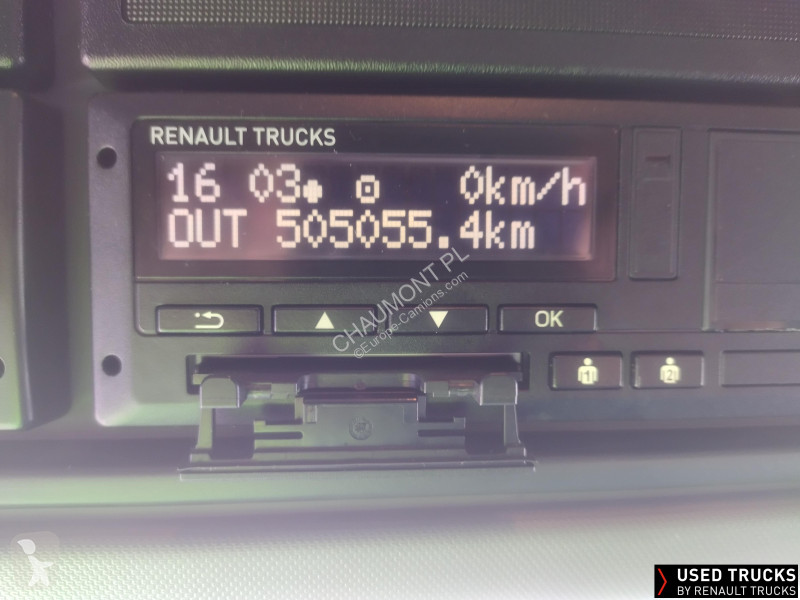 RENAULT TRUCKS
16 03 0km/h
OUT 505055.4km
OK
1 2
CHAUMONT PL
©Europe-Camions.com
USED TRUCKS
BY RENAULT TRUCKS